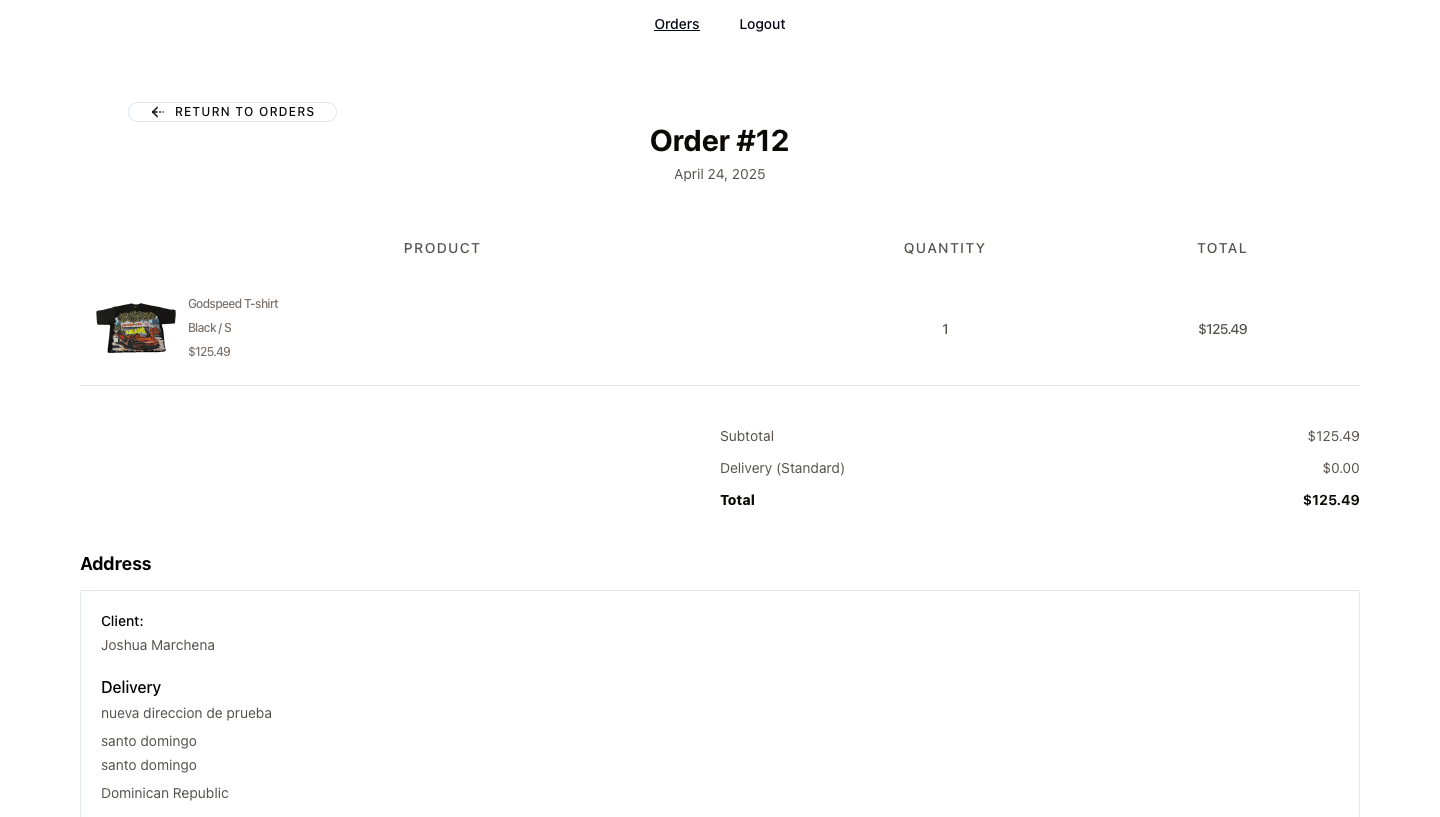 Orders Logout
RETURN TO ORDERS
Order #12
April 24, 2025
PRODUCT QUANTITY TOTAL
Godspeed T-shirt
Black / S
$125.49
1 $125.49
Subtotal $125.49
Delivery (Standard) $0.00
Total $125.49
Address
Client:
Joshua Marchena
Delivery
nueva direccion de prueba
santo domingo
santo domingo
Dominican Republic